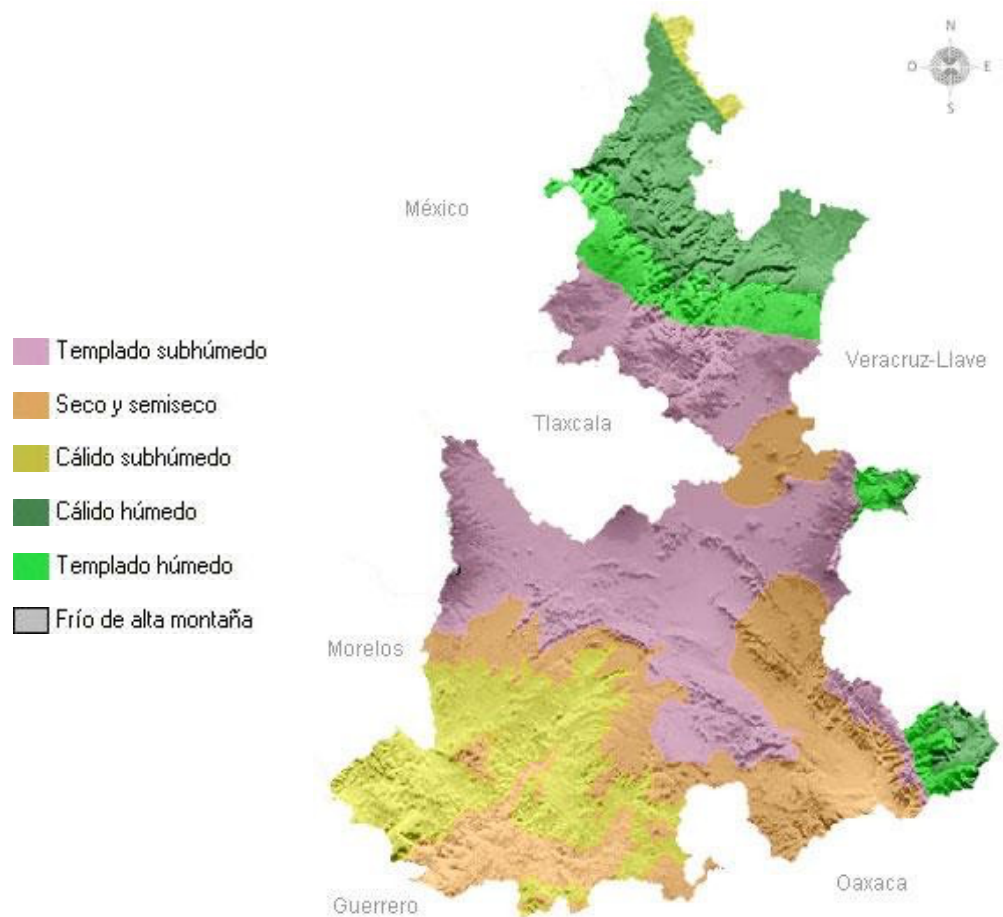 N
O
E
S
México
Templado subhúmedo
Veracruz-Llave
Seco y semiseco
Tlaxcala
Cálido subhúmedo
Cálido húmedo
Templado húmedo
Frío de alta montaña
Morelos
Oaxaca
Guerrero